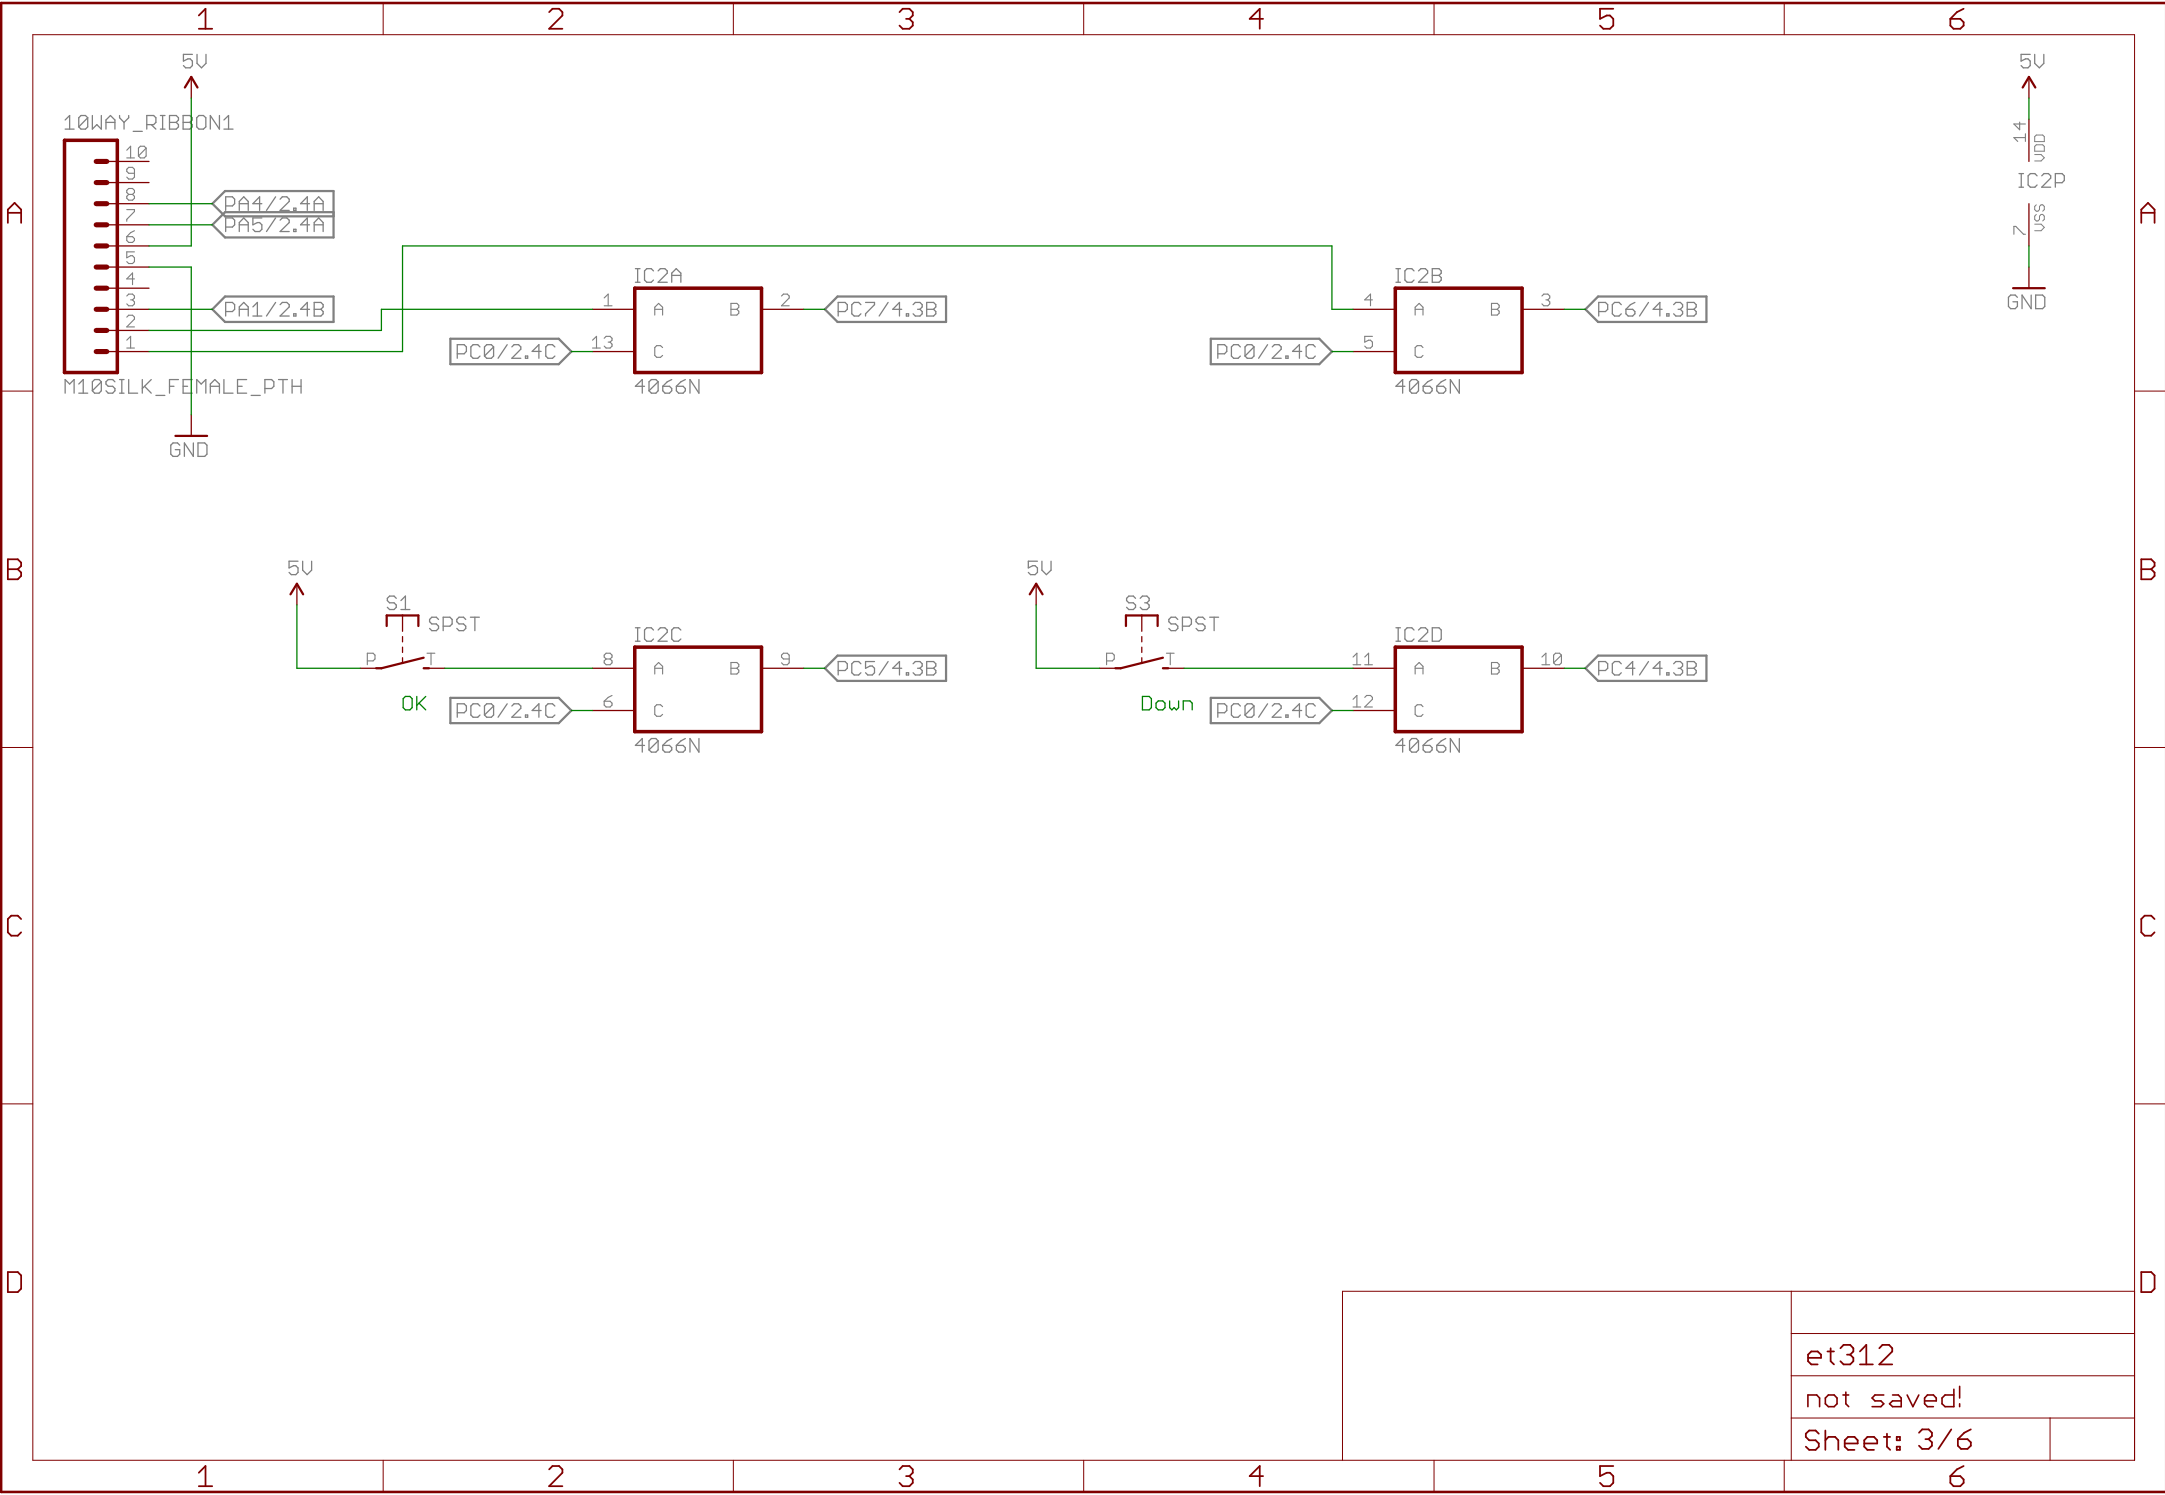 1 2 3 4 5 6
5V 5V
10WAY_RIBBON1
10
9
8 PA4/2.4A
7 PA5/2.4A
6
5
4
3 PA1/2.4B
2
1
M10SILK_FEMALE_PTH
GND
A A
14 VDD
IC2P
7 VSS
GND
IC2A
1 A B 2 PC7/4.3B
PC0/2.4C 13 C
4066N
IC2B
4 A B 3 PC6/4.3B
PC0/2.4C 5 C
4066N
B B
5V
S1
SPST
P T
OK
IC2C
8 A B 9 PC5/4.3B
PC0/2.4C 6 C
4066N
5V
S3
SPST
P T
Down
IC2D
11 A B 10 PC4/4.3B
PC0/2.4C 12 C
4066N
C C
D D
et312
not saved!
Sheet: 3/6
1 2 3 4 5 6